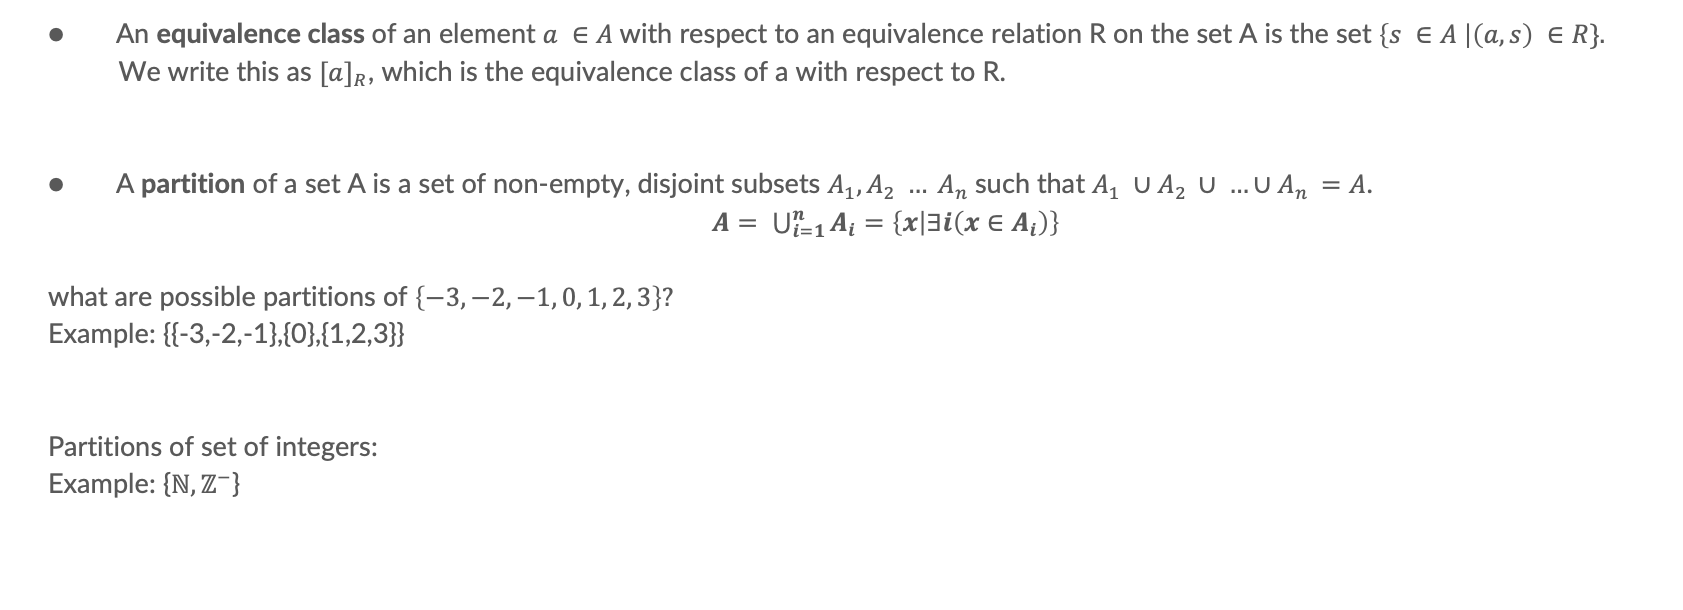 ● An equivalence class of an element a ∈ A with respect to an equivalence relation R on the set A is the set {s ∈ A |(a, s) ∈ R}.
We write this as [a]ᵣ, which is the equivalence class of a with respect to R.
● A partition of a set A is a set of non-empty, disjoint subsets A₁, A₂ ... Aₙ such that A₁ ∪ A₂ ∪ ...∪ Aₙ = A.
A = ⋃ⁿᵢ₌₁ Aᵢ = {x|∃i(x ∈ Aᵢ)}
what are possible partitions of {−3, −2, −1, 0, 1, 2, 3}?
Example: {{-3,-2,-1},{0},{1,2,3}}
Partitions of set of integers:
Example: {ℕ, ℤ⁻}